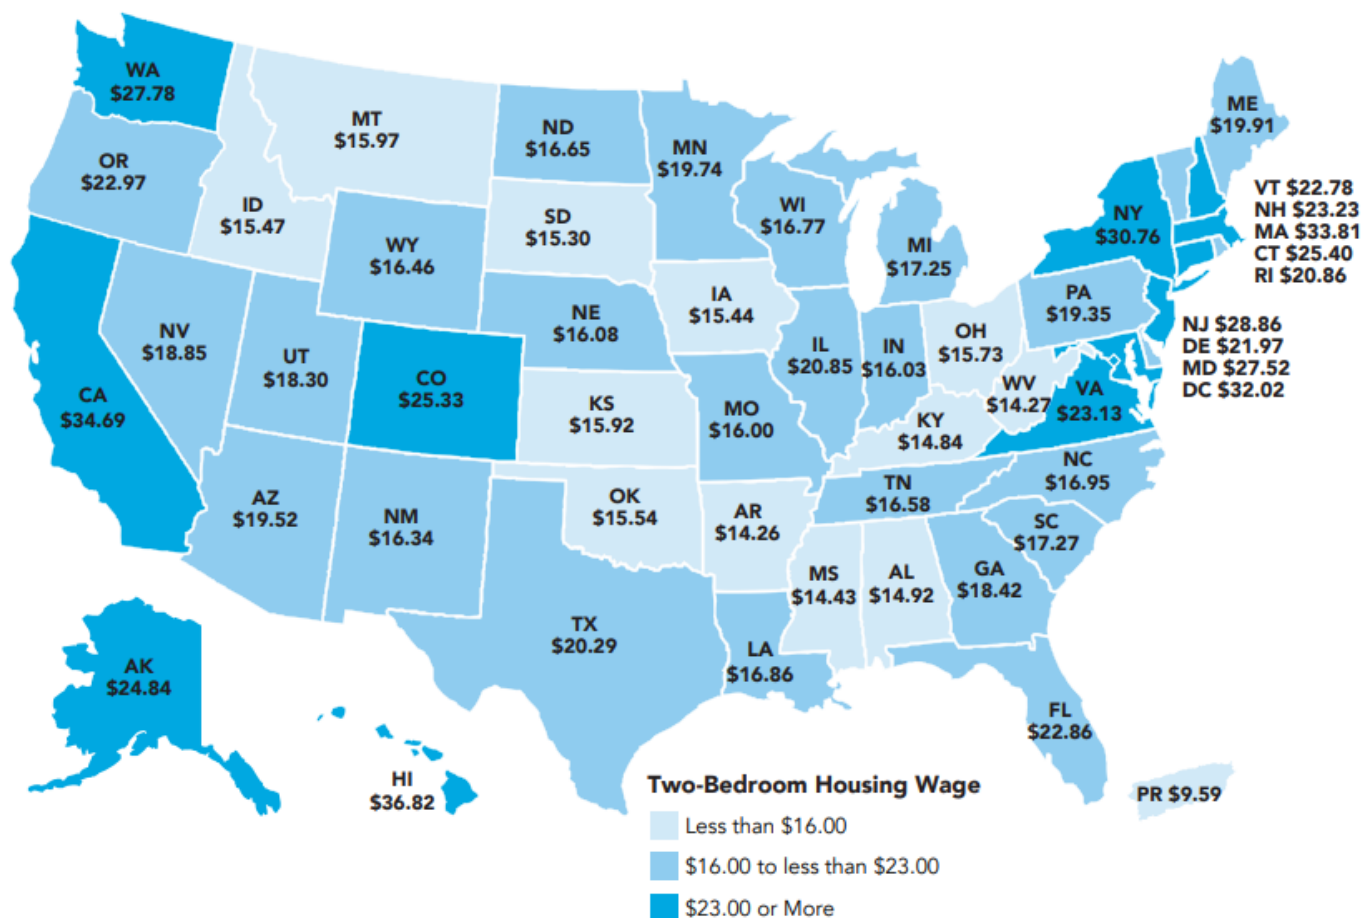 WA
$27.78
OR
$22.97
CA
$34.69
ID
$15.47
NV
$18.85
MT
$15.97
WY
$16.46
UT
$18.30
CO
$25.33
AZ
$19.52
NM
$16.34
ND
$16.65
SD
$15.30
NE
$16.08
KS
$15.92
OK
$15.54
TX
$20.29
MN
$19.74
IA
$15.44
MO
$16.00
AR
$14.26
LA
$16.86
WI
$16.77
IL
$20.85
MI
$17.25
IN
$16.03
OH
$15.73
KY
$14.84
TN
$16.58
MS
$14.43
AL
$14.92
GA
$18.42
FL
$22.86
SC
$17.27
NC
$16.95
VA
$23.13
WV
$14.27
PA
$19.35
NY
$30.76
ME
$19.91
VT $22.78
NH $23.23
MA $33.81
CT $25.40
RI $20.86
NJ $28.86
DE $21.97
MD $27.52
DC $32.02
AK
$24.84
HI
$36.82
PR $9.59
Two-Bedroom Housing Wage
Less than $16.00
$16.00 to less than $23.00
$23.00 or More